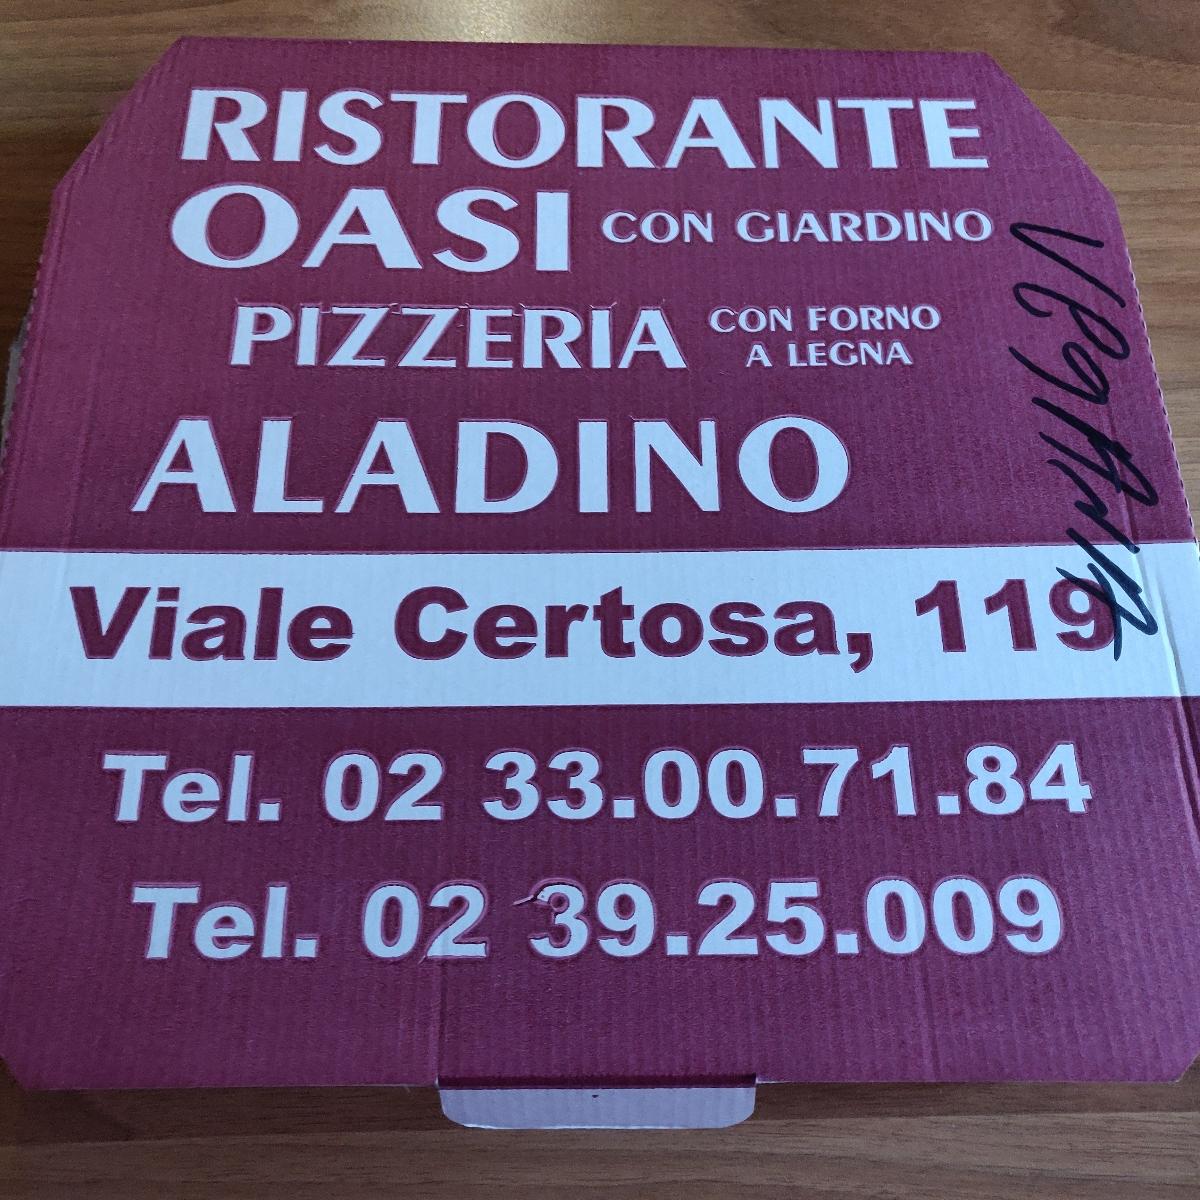 RISTORANTE
OASI CON GIARDINO
PIZZERIA CON FORNO
A LEGNA
ALADINO
Viale Certosa, 119
Tel. 02 33.00.71.84
Tel. 02 39.25.009